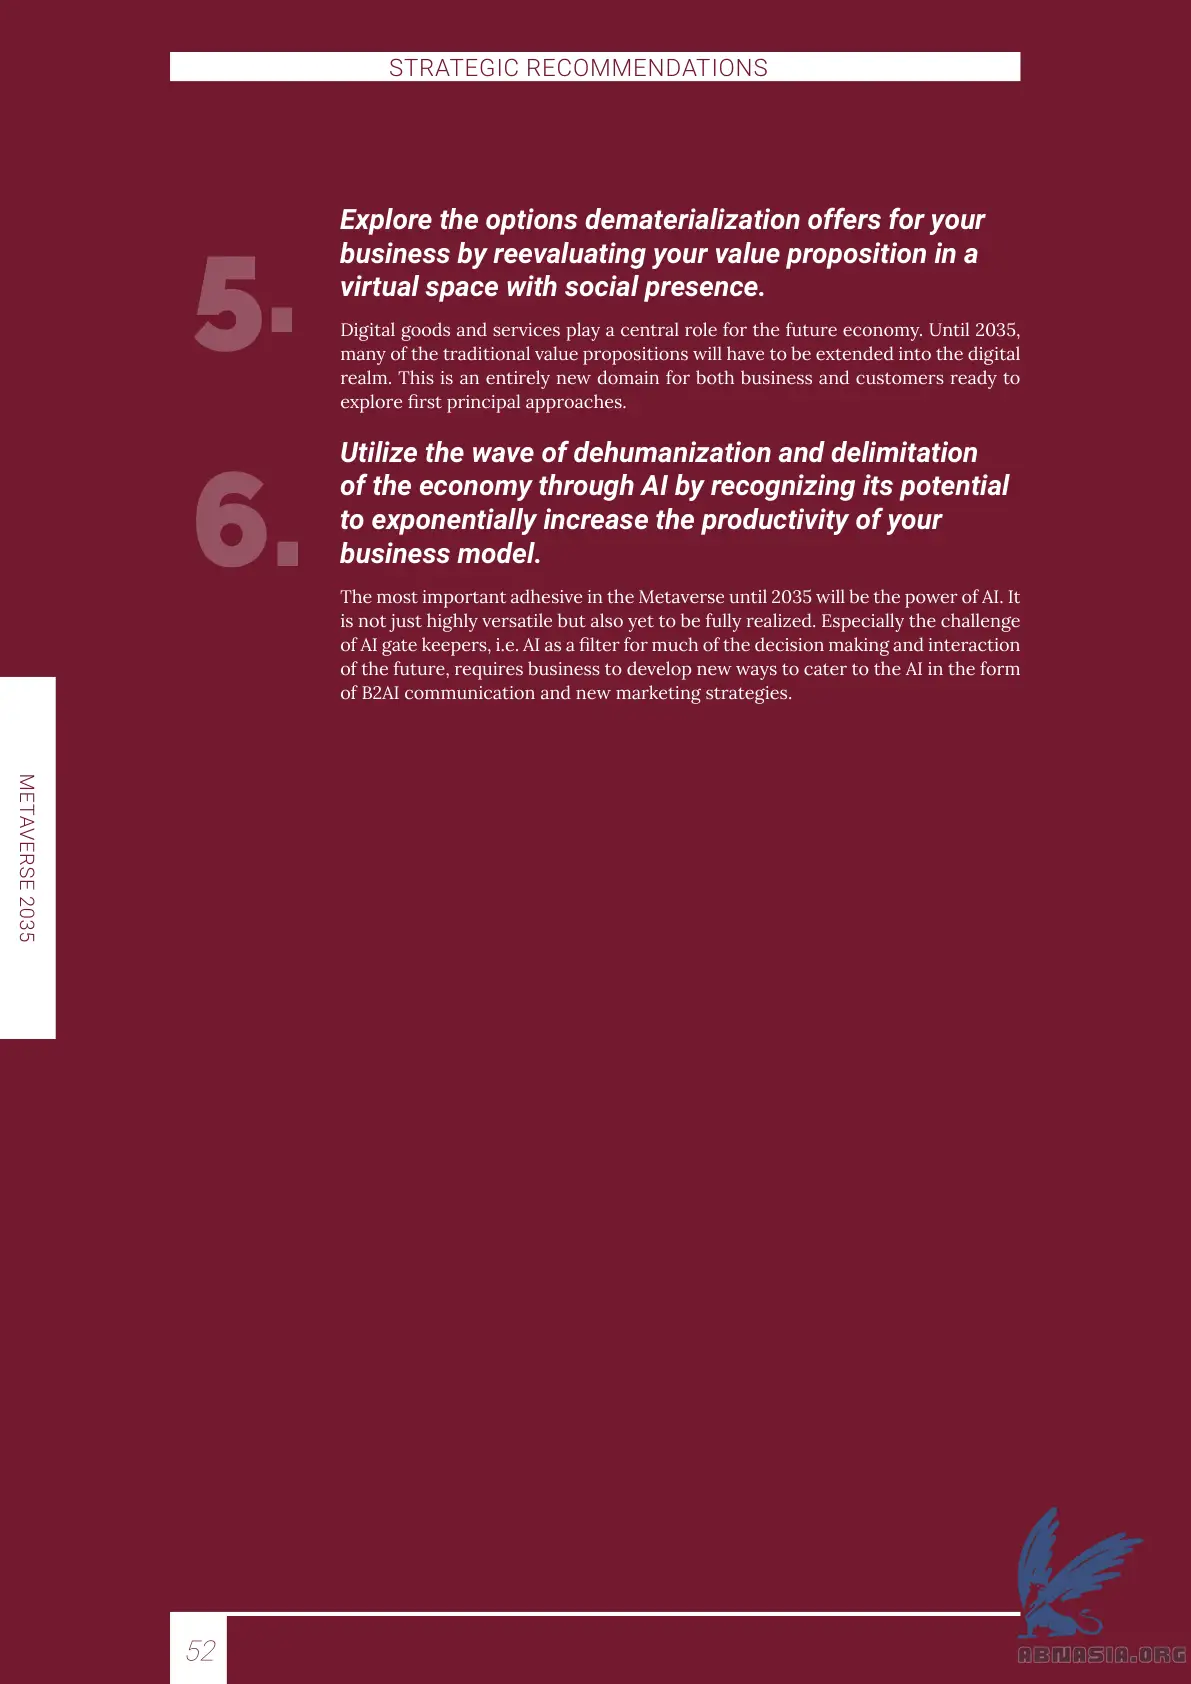 STRATEGIC RECOMMENDATIONS
5.
Explore the options dematerialization offers for your
business by reevaluating your value proposition in a
virtual space with social presence.
Digital goods and services play a central role for the future economy. Until 2035,
many of the traditional value propositions will have to be extended into the digital
realm. This is an entirely new domain for both business and customers ready to
explore first principal approaches.
6.
Utilize the wave of dehumanization and delimitation
of the economy through AI by recognizing its potential
to exponentially increase the productivity of your
business model.
The most important adhesive in the Metaverse until 2035 will be the power of AI. It
is not just highly versatile but also yet to be fully realized. Especially the challenge
of AI gate keepers, i.e. AI as a filter for much of the decision making and interaction
of the future, requires business to develop new ways to cater to the AI in the form
of B2AI communication and new marketing strategies.
METAVERSE 2035
52
ABNASIA.ORG